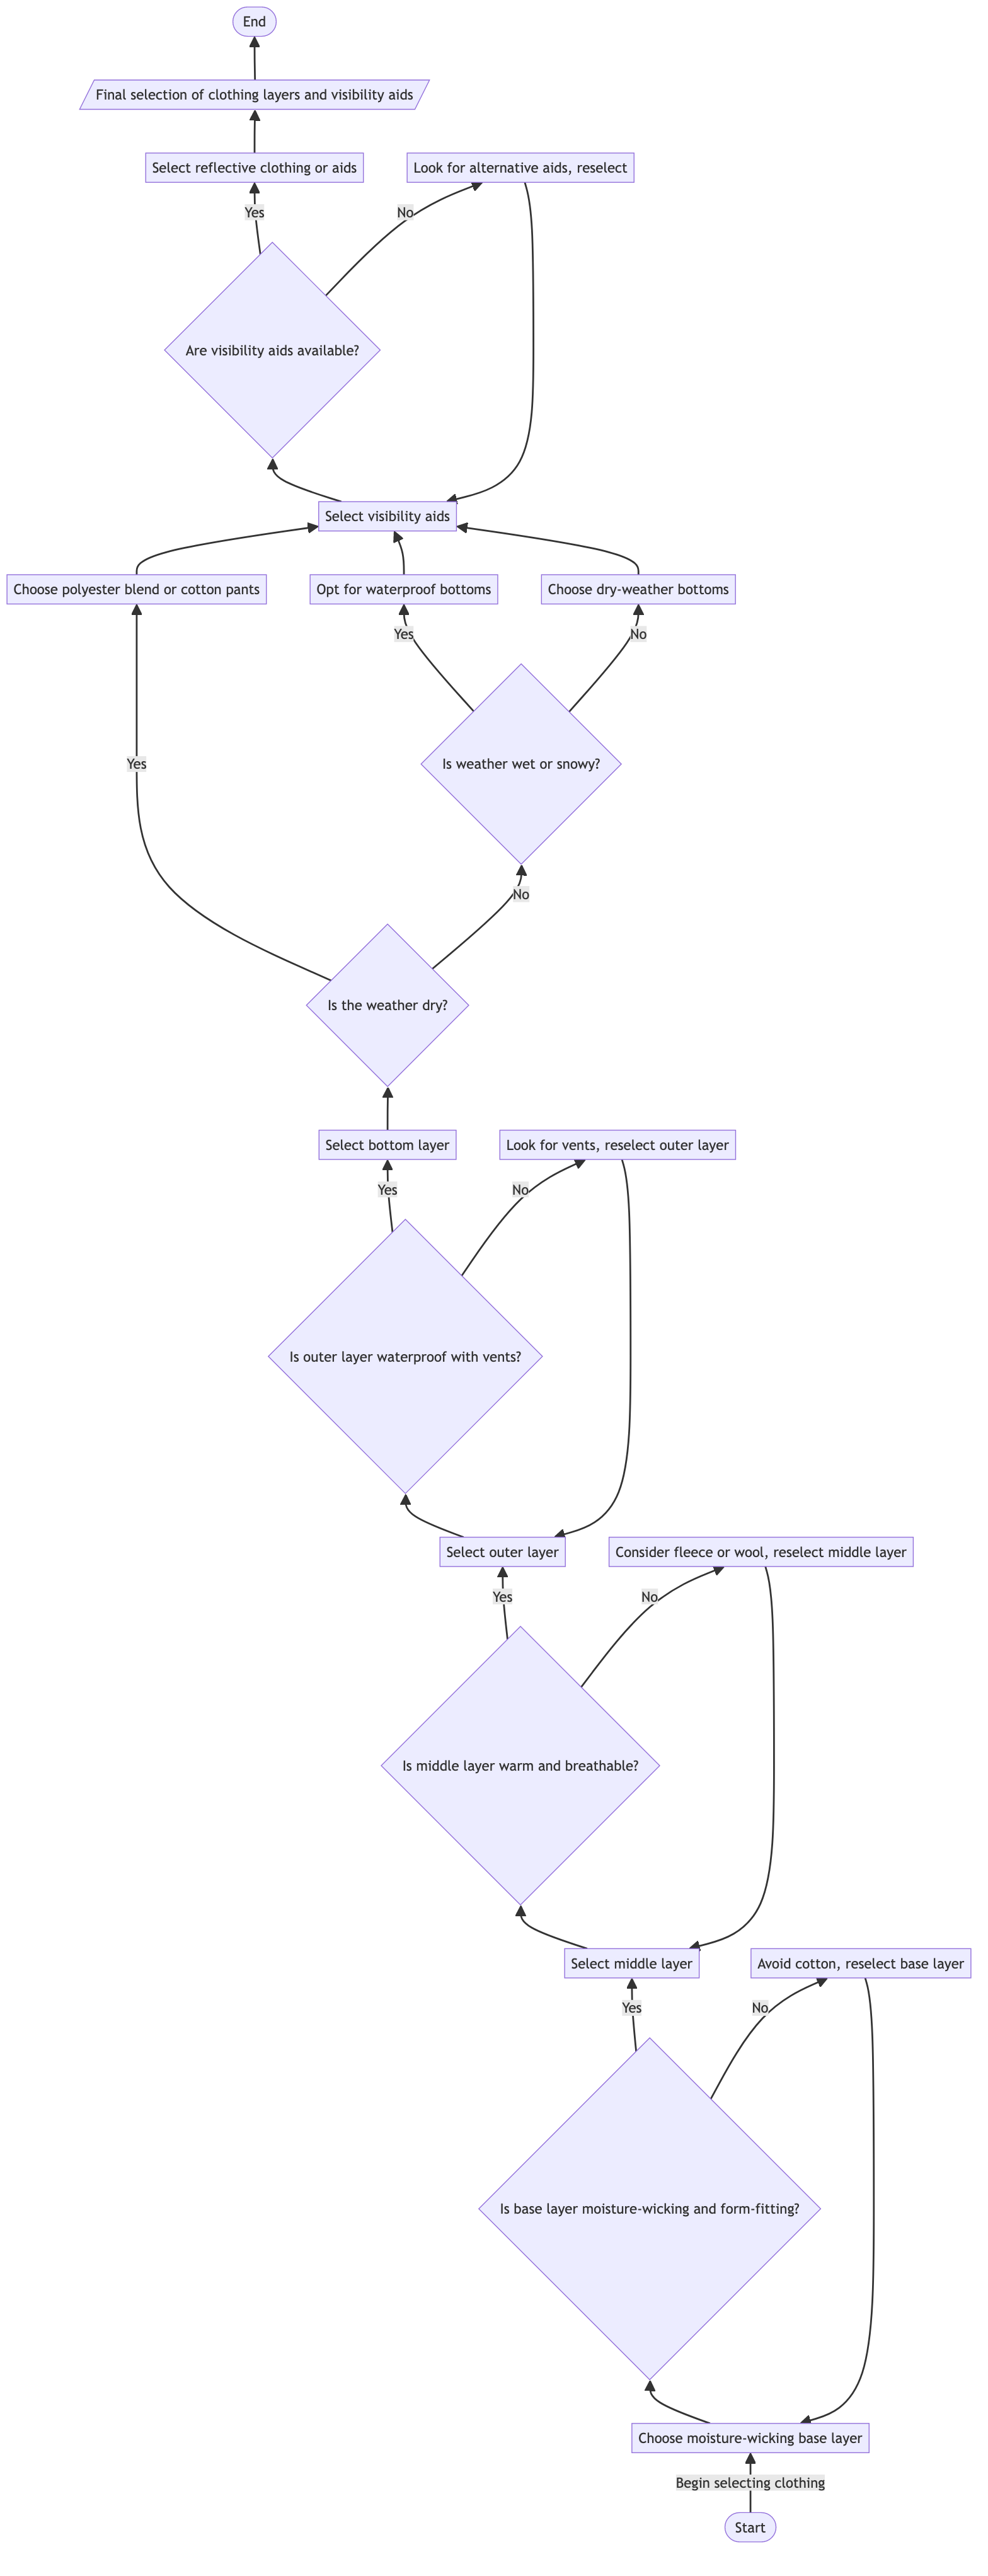 End
Final selection of clothing layers and visibility aids
Select reflective clothing or aids
Look for alternative aids, reselect
Yes
No
Are visibility aids available?
Select visibility aids
Choose polyester blend or cotton pants
Opt for waterproof bottoms
Choose dry-weather bottoms
Yes
No
Yes
Is weather wet or snowy?
No
Is the weather dry?
Select bottom layer
Look for vents, reselect outer layer
Yes
No
Is outer layer waterproof with vents?
Select outer layer
Consider fleece or wool, reselect middle layer
Yes
No
Is middle layer warm and breathable?
Select middle layer
Avoid cotton, reselect base layer
Yes
No
Is base layer moisture-wicking and form-fitting?
Choose moisture-wicking base layer
Begin selecting clothing
Start